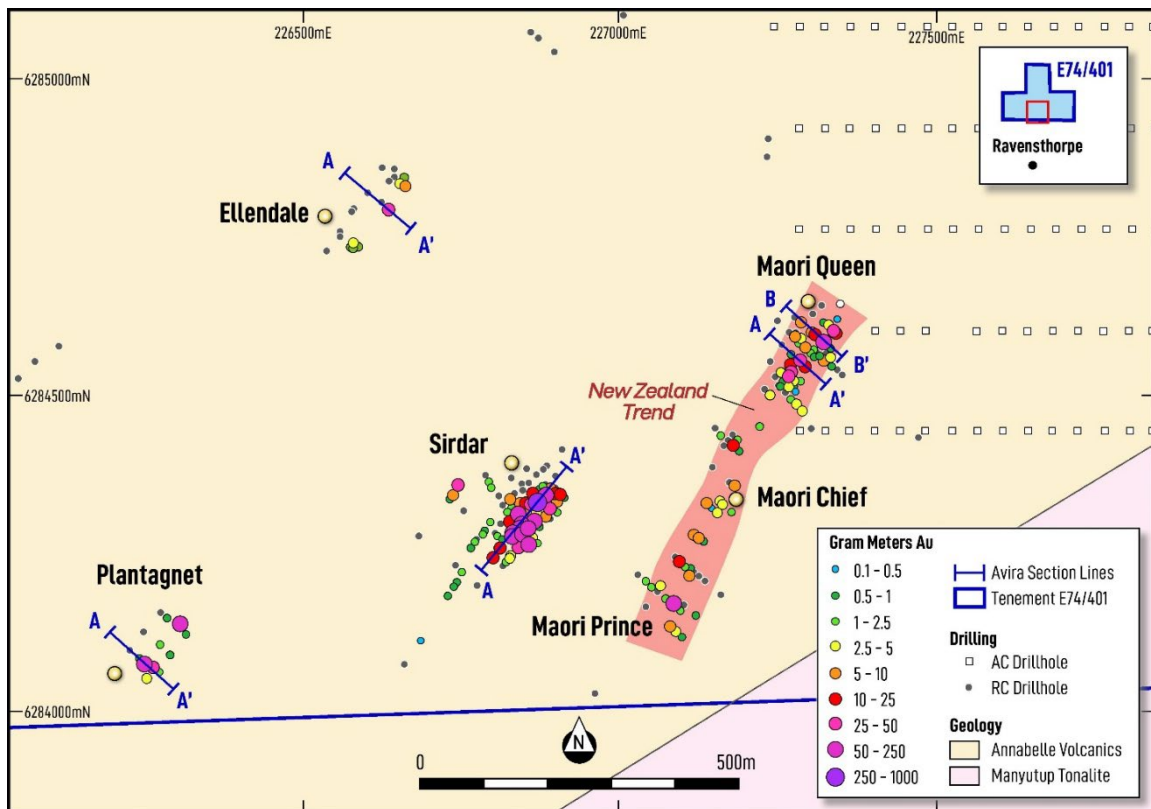 226500mE
227000mE
227500mE
6285000mN
E74/401
Ravensthorpe
A
Ellendale
A'
Maori Queen
B
A
B'
A'
6284500mN
New Zealand
Trend
Sirdar
A'
Maori Chief
A
Plantagnet
A
A'
Maori Prince
6284000mN
N
0
500m
Gram Meters Au
0.1 – 0.5
0.5 – 1
1 – 2.5
2.5 – 5
5 – 10
10 – 25
25 – 50
50 – 250
250 – 1000
Avira Section Lines
Tenement E74/401
Drilling
AC Drillhole
RC Drillhole
Geology
Annabelle Volcanics
Manyutup Tonalite